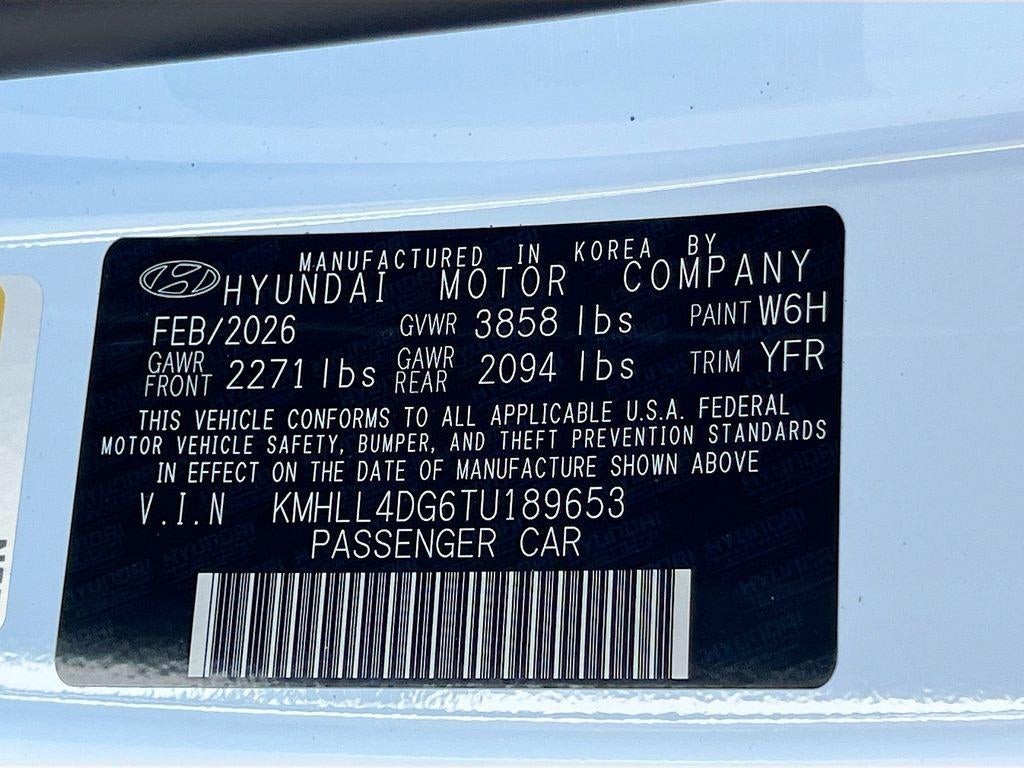 MANUFACTURED IN KOREA BY
HYUNDAI MOTOR COMPANY
FEB/2026 GVWR 3858 lbs PAINT W6H
GAWR FRONT 2271 lbs GAWR REAR 2094 lbs TRIM YFR
THIS VEHICLE CONFORMS TO ALL APPLICABLE U.S.A. FEDERAL
MOTOR VEHICLE SAFETY, BUMPER, AND THEFT PREVENTION STANDARDS
IN EFFECT ON THE DATE OF MANUFACTURE SHOWN ABOVE
V.I.N KMHLL4DG6TU189653
PASSENGER CAR